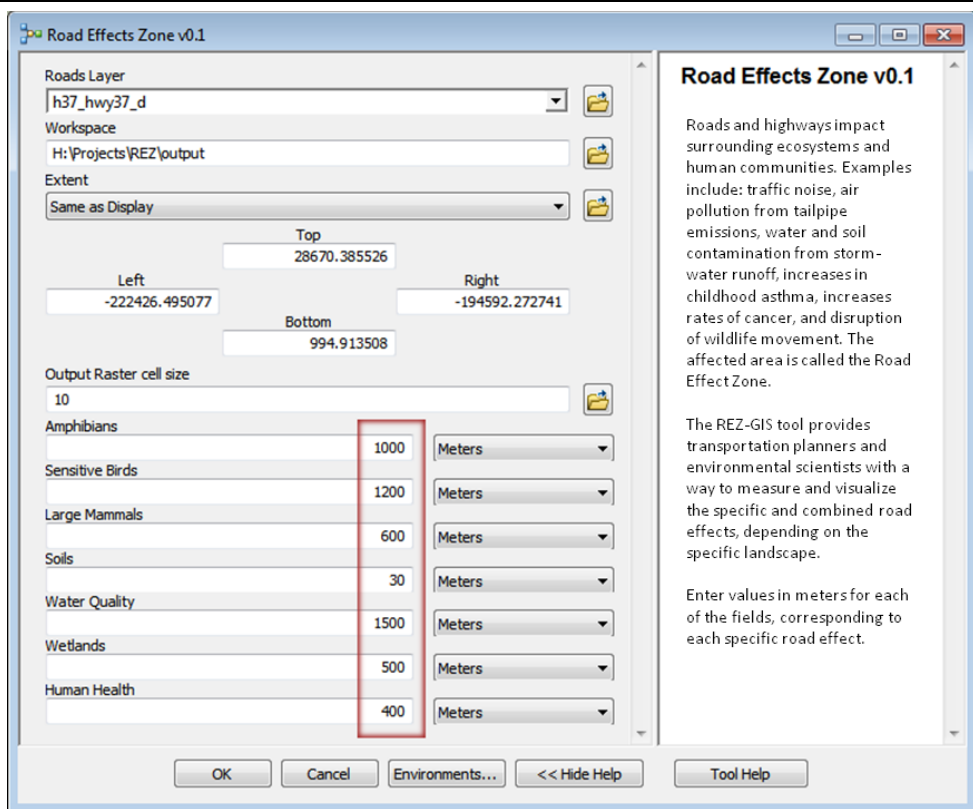 Road Effects Zone v0.1
Roads Layer
h37_hwy37_d
Workspace
H:\Projects\REZ\output
Extent
Same as Display
Top
28670.385526
Left
Right
-222426.495077
-194592.272741
Bottom
994.913508
Output Raster cell size
10
Amphibians
1000
Meters
Sensitive Birds
1200
Meters
Large Mammals
600
Meters
Soils
30
Meters
Water Quality
1500
Meters
Wetlands
500
Meters
Human Health
400
Meters
Road Effects Zone v0.1
Roads and highways impact
surrounding ecosystems and
human communities. Examples
include: traffic noise, air
pollution from tailpipe
emissions, water and soil
contamination from storm-
water runoff, increases in
childhood asthma, increases
rates of cancer, and disruption
of wildlife movement. The
affected area is called the Road
Effect Zone.
The REZ-GIS tool provides
transportation planners and
environmental scientists with a
way to measure and visualize
the specific and combined road
effects, depending on the
specific landscape.
Enter values in meters for each
of the fields, corresponding to
each specific road effect.
OK
Cancel
Environments...
<< Hide Help
Tool Help